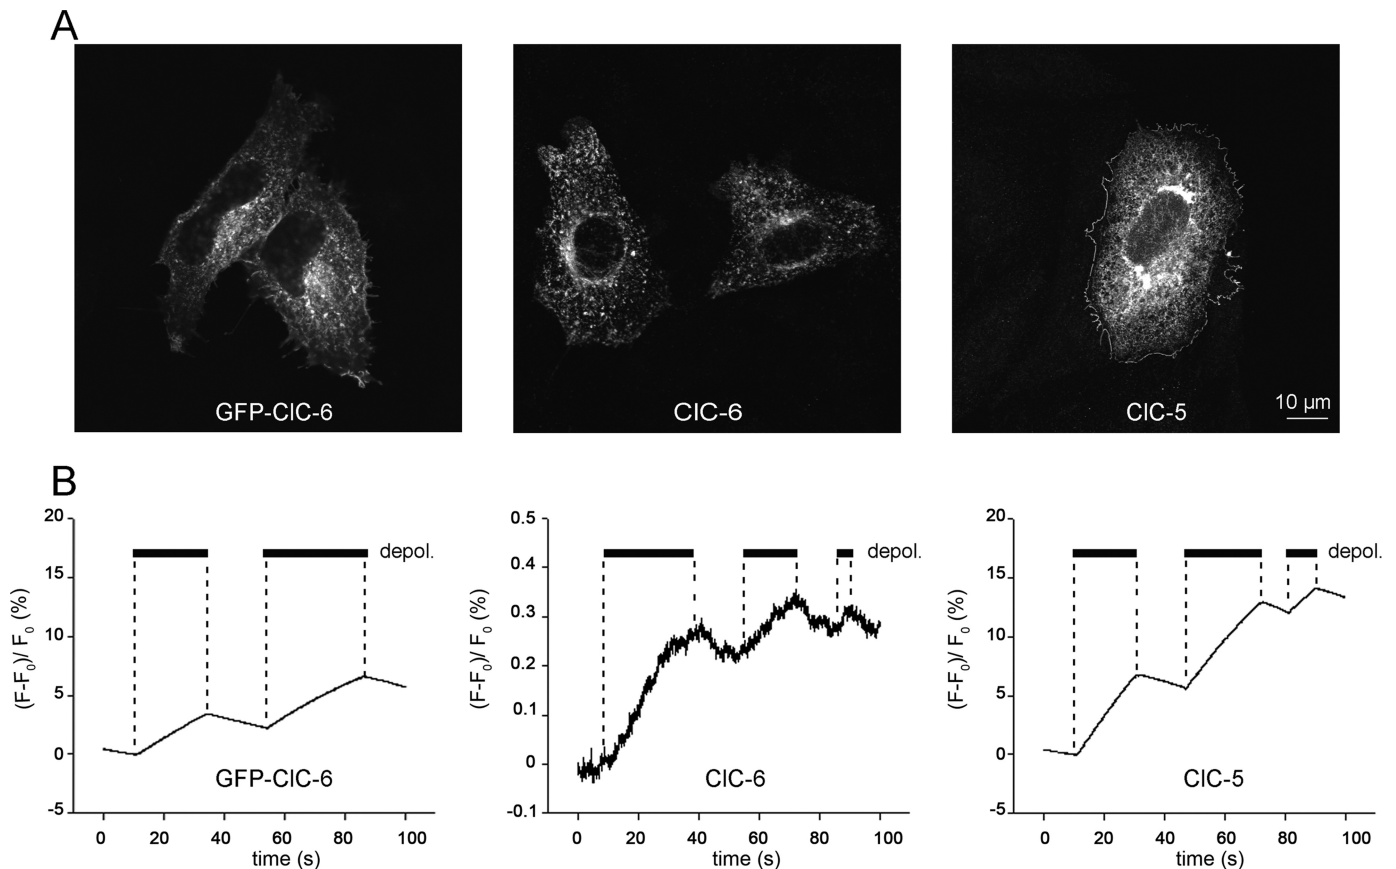 A
GFP-ClC-6
ClC-6
ClC-5
10 µm
B
20
15
10
5
0
-5
(F-F0)/ F0 (%)
depol.
GFP-ClC-6
0 20 40 60 80 100
time (s)
0.5
0.4
0.3
0.2
0.1
0
-0.1
(F-F0)/ F0 (%)
depol.
ClC-6
0 20 40 60 80 100
time (s)
20
15
10
5
0
-5
(F-F0)/ F0 (%)
depol.
ClC-5
0 20 40 60 80 100
time (s)